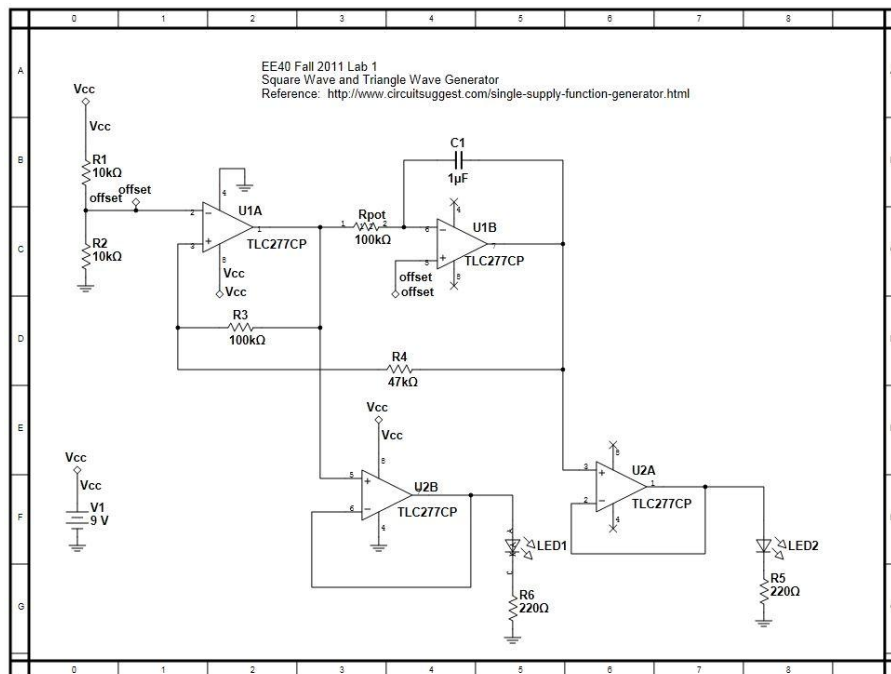 0 1 2 3 4 5 6 7 8
A
EE40 Fall 2011 Lab 1
Square Wave and Triangle Wave Generator
Reference: http://www.circuitsuggest.com/single-supply-function-generator.html
Vcc
Vcc
B
R1
10kΩ
offset
offset
4
2
U1A
1
3
TLC277CP
8
Vcc
Vcc
C1
1µF
Rpot
1 2
100kΩ
4
6
U1B
7
5
TLC277CP
8
offset
offset
C
R2
10kΩ
D
R3
100kΩ
R4
47kΩ
E
Vcc
Vcc
8
5
U2B
6
TLC277CP
4
8
3
U2A
1
2
TLC277CP
4
Vcc
Vcc
F
V1
9 V
A
LED1
C
LED2
G
R6
220Ω
R5
220Ω
0 1 2 3 4 5 6 7 8